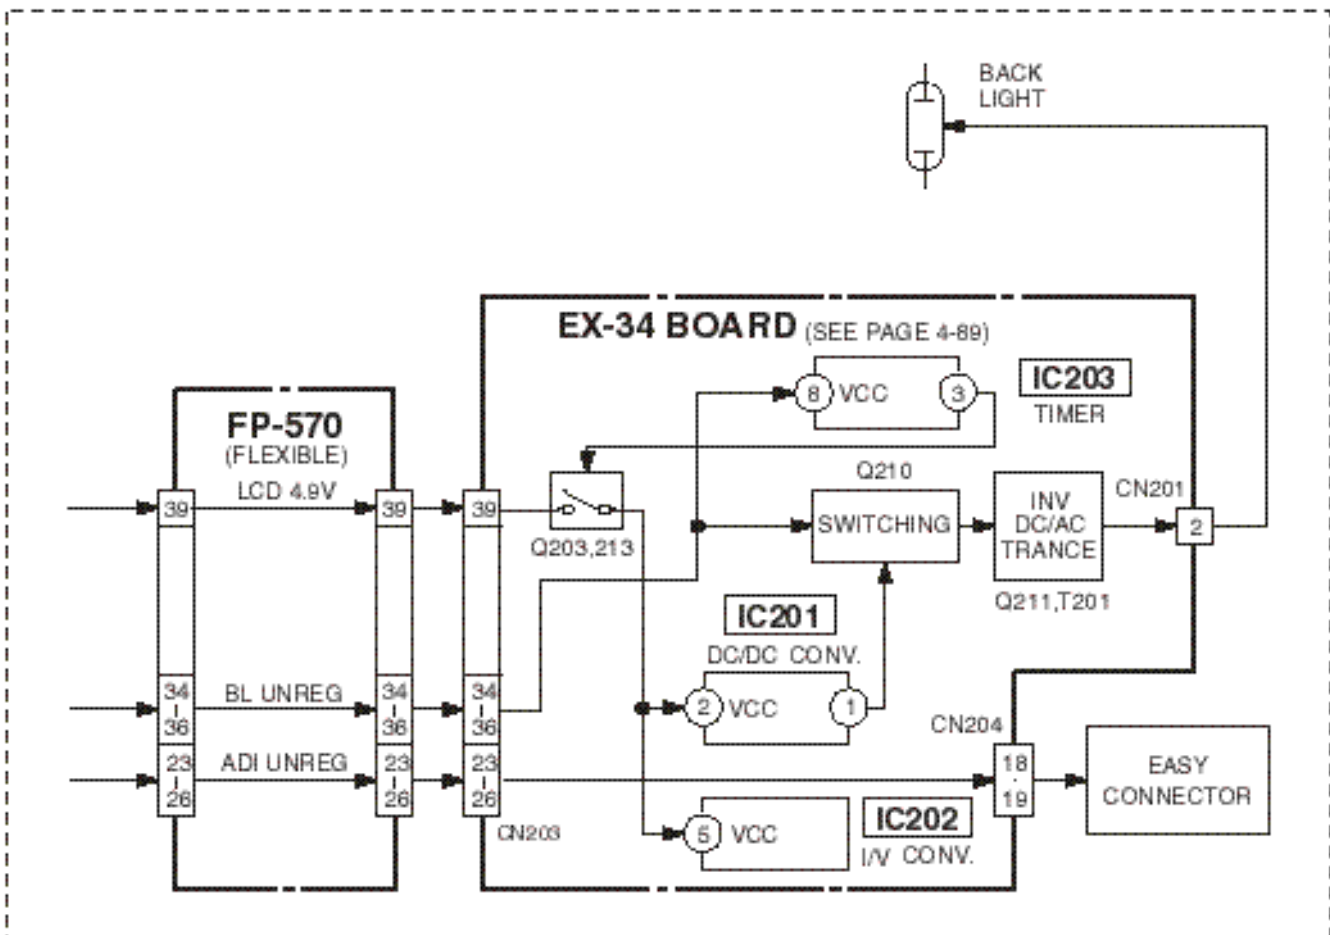 BACK
LIGHT
EX-34 BOARD (SEE PAGE 4-89)
8 VCC 3
IC203
TIMER
FP-570
(FLEXIBLE)
LCD 4.9V
39 39 39
Q203,213
Q210
SWITCHING
INV
DC/AC
TRANCE
Q211,T201
CN201
2
IC201
DC/DC CONV.
2 VCC 1
BL UNREG
34
36
34
36
34
36
ADI UNREG
23
26
23
26
23
26
CN203
CN204
18
19
EASY
CONNECTOR
5 VCC
IC202
I/V CONV.